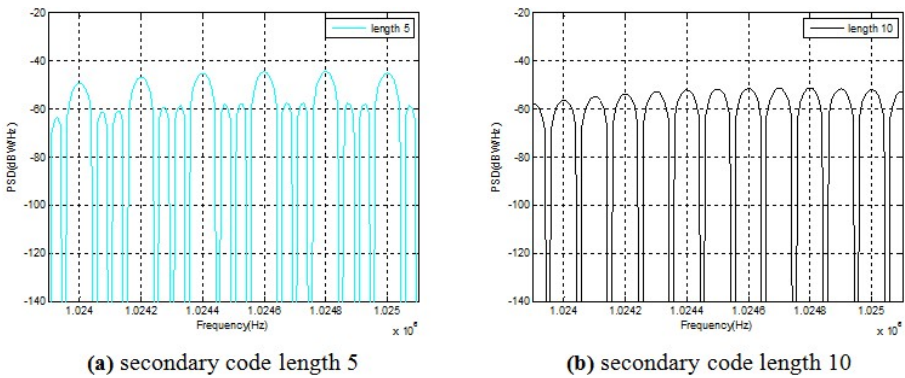 -20
-40
-60
-80
-100
-120
-140
PSD(dBW/Hz)
length 5
1.024
1.0242
1.0244
1.0246
1.0248
1.025
Frequency(Hz)
x 10^6
(a) secondary code length 5
-20
-40
-60
-80
-100
-120
-140
PSD(dBW/Hz)
length 10
1.024
1.0242
1.0244
1.0246
1.0248
1.025
Frequency(Hz)
x 10^6
(b) secondary code length 10